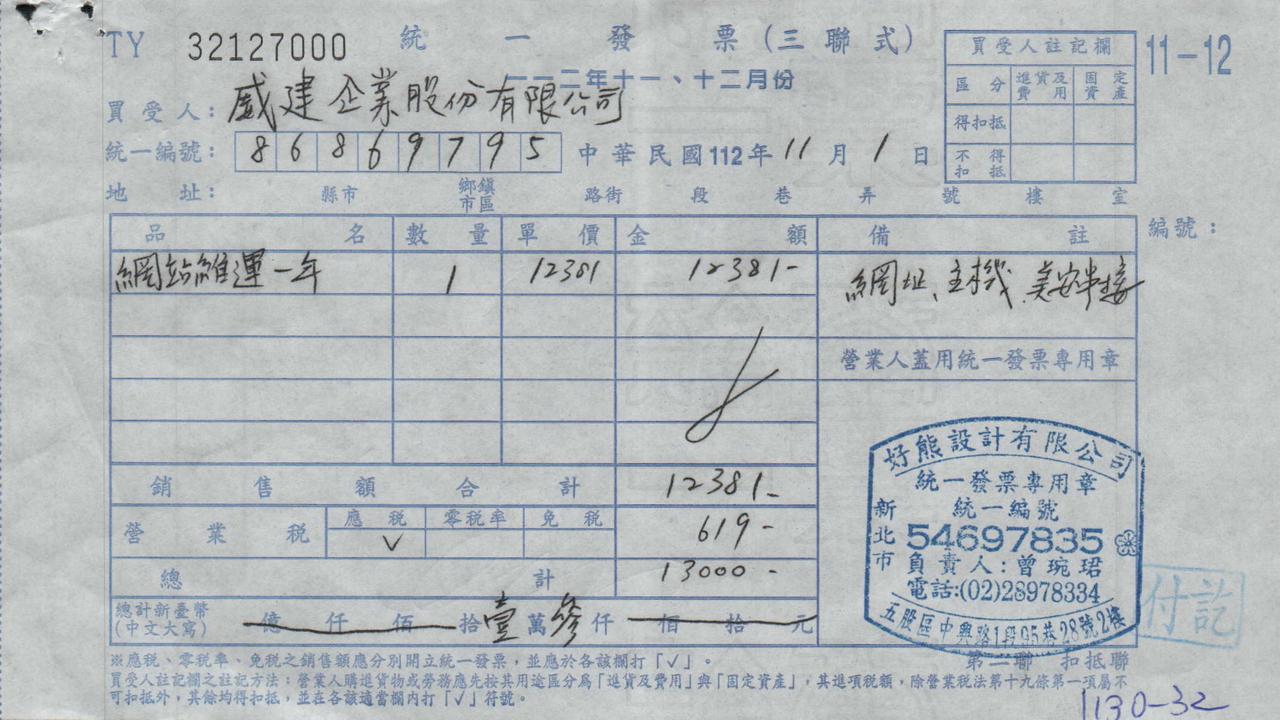 TY 32127000 統一發票(三聯式)
一一二年十一、十二月份
11-12
買受人註記欄
區分 進貨及費用 固定資產
得扣抵
不得扣抵
買受人: 威建企業股份有限公司
統一編號: 86869795 中華民國112年11月1日
地址: 縣市 鄉鎮市區 路街 段 巷 弄 號 樓 室
品名 數量 單價 金額 備註 編號:
網站維運一年 1 12381 12381- 網址、主機、美安串接
營業人蓋用統一發票專用章
銷售額合計 12381-
營業稅 應稅 零稅率 免稅 619-
V
總計 13000-
總計新臺幣(中文大寫) 億 仟 佰 拾 壹 萬 參 仟 佰 拾 元
好熊設計有限公司
統一發票專用章
新北市
統一編號
54697835
負責人:曾琬珺
電話:(02)28978334
五股區中興路1段95巷28號2樓
付訖
※應稅、零稅率、免稅之銷售額應分別開立統一發票,並應於各該欄打「✓」。
第二聯 扣抵聯
買受人註記欄之註記方法:營業人購進貨物或勞務應先按其用途區分為「進貨及費用」與「固定資產」,其進項稅額,除營業稅法第十九條第一項屬不
可扣抵外,其餘均得扣抵,並在各該適當欄內打「✓」符號。
1130-32